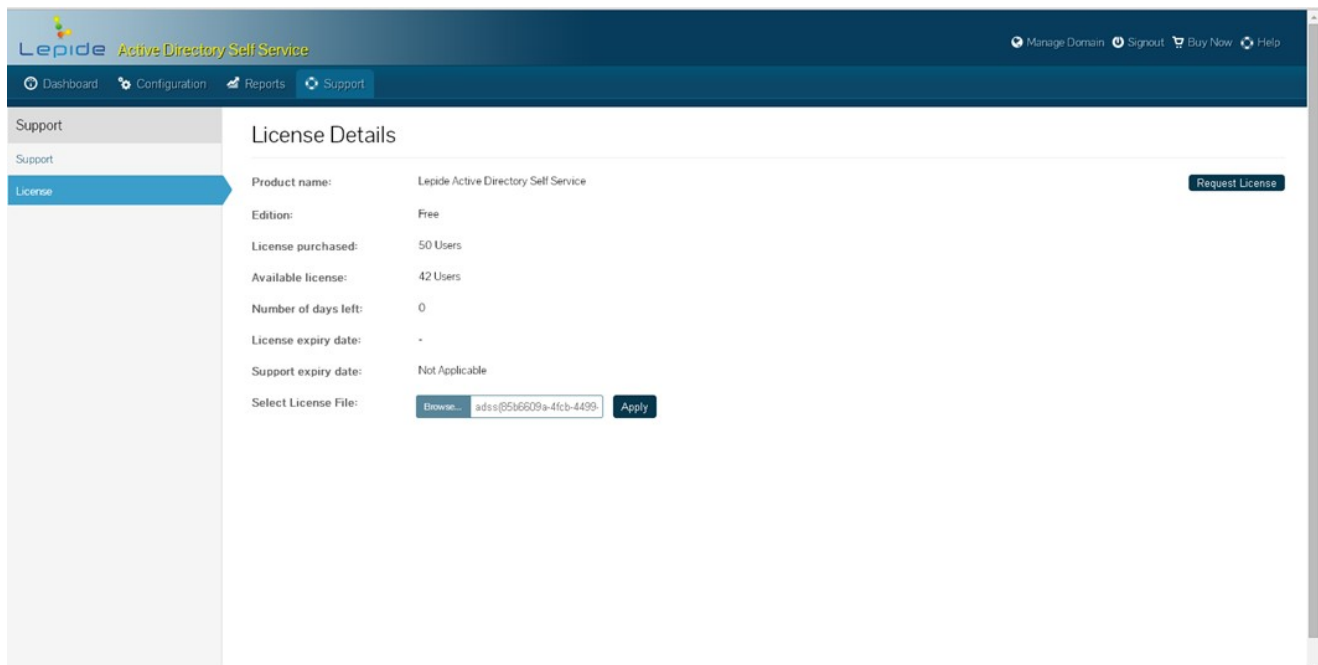 Lepide Active Directory Self Service
Manage Domain Signout Buy Now Help
Dashboard Configuration Reports Support
Support
Support
License
License Details
Request License
Product name: Lepide Active Directory Self Service
Edition: Free
License purchased: 50 Users
Available license: 42 Users
Number of days left: 0
License expiry date: -
Support expiry date: Not Applicable
Select License File: Browse... adss(85b6609a-4fcb-4499- Apply